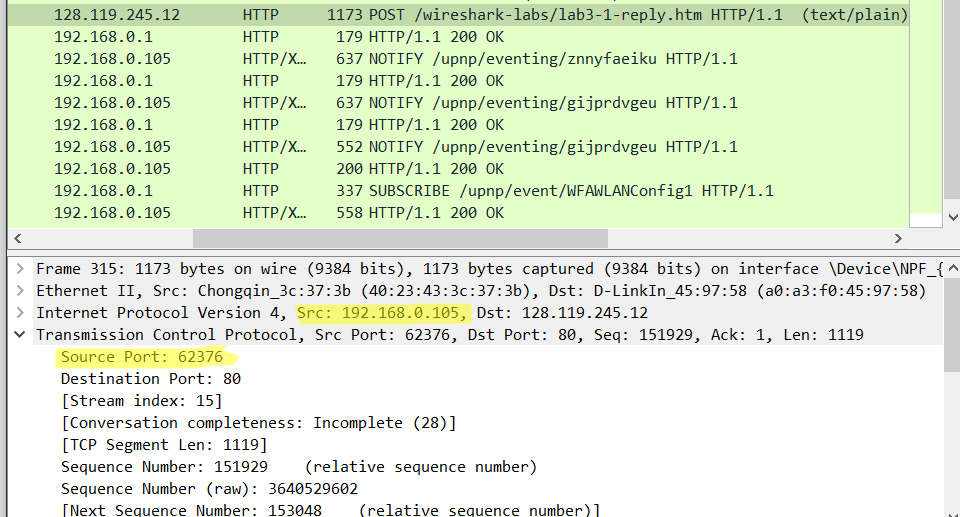 128.119.245.12 HTTP 1173 POST /wireshark-labs/lab3-1-reply.htm HTTP/1.1 (text/plain)
192.168.0.1 HTTP 179 HTTP/1.1 200 OK
192.168.0.105 HTTP/X… 637 NOTIFY /upnp/eventing/znnyfaeiku HTTP/1.1
192.168.0.1 HTTP 179 HTTP/1.1 200 OK
192.168.0.105 HTTP/X… 637 NOTIFY /upnp/eventing/gijprdvgeu HTTP/1.1
192.168.0.1 HTTP 179 HTTP/1.1 200 OK
192.168.0.105 HTTP/X… 552 NOTIFY /upnp/eventing/gijprdvgeu HTTP/1.1
192.168.0.105 HTTP 200 HTTP/1.1 200 OK
192.168.0.1 HTTP 337 SUBSCRIBE /upnp/event/WFAWLANConfig1 HTTP/1.1
192.168.0.105 HTTP/X… 558 HTTP/1.1 200 OK
Frame 315: 1173 bytes on wire (9384 bits), 1173 bytes captured (9384 bits) on interface \Device\NPF_{
Ethernet II, Src: Chongqin_3c:37:3b (40:23:43:3c:37:3b), Dst: D-LinkIn_45:97:58 (a0:a3:f0:45:97:58)
Internet Protocol Version 4, Src: 192.168.0.105, Dst: 128.119.245.12
Transmission Control Protocol, Src Port: 62376, Dst Port: 80, Seq: 151929, Ack: 1, Len: 1119
Source Port: 62376
Destination Port: 80
[Stream index: 15]
[Conversation completeness: Incomplete (28)]
[TCP Segment Len: 1119]
Sequence Number: 151929 (relative sequence number)
Sequence Number (raw): 3640529602
[Next Sequence Number: 153048 (relative sequence number)]